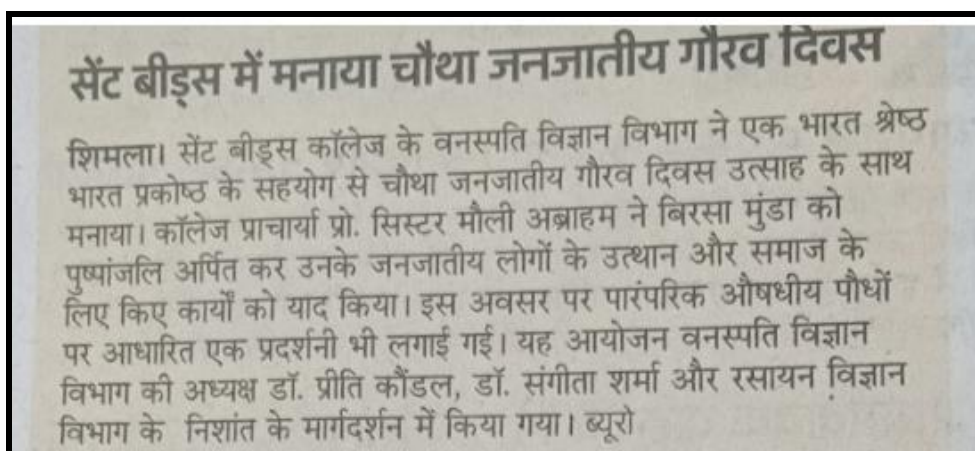 सेंट बीड्स में मनाया चौथा जनजातीय गौरव दिवस
शिमला। सेंट बीड्स कॉलेज के वनस्पति विज्ञान विभाग ने एक भारत श्रेष्ठ
भारत प्रकोष्ठ के सहयोग से चौथा जनजातीय गौरव दिवस उत्साह के साथ
मनाया। कॉलेज प्राचार्या प्रो. सिस्टर मौली अब्राहम ने बिरसा मुंडा को
पुष्पांजलि अर्पित कर उनके जनजातीय लोगों के उत्थान और समाज के
लिए किए कार्यों को याद किया। इस अवसर पर पारंपरिक औषधीय पौधों
पर आधारित एक प्रदर्शनी भी लगाई गई। यह आयोजन वनस्पति विज्ञान
विभाग की अध्यक्ष डॉ. प्रीति कौंडल, डॉ. संगीता शर्मा और रसायन विज्ञान
विभाग के निशांत के मार्गदर्शन में किया गया। ब्यूरो